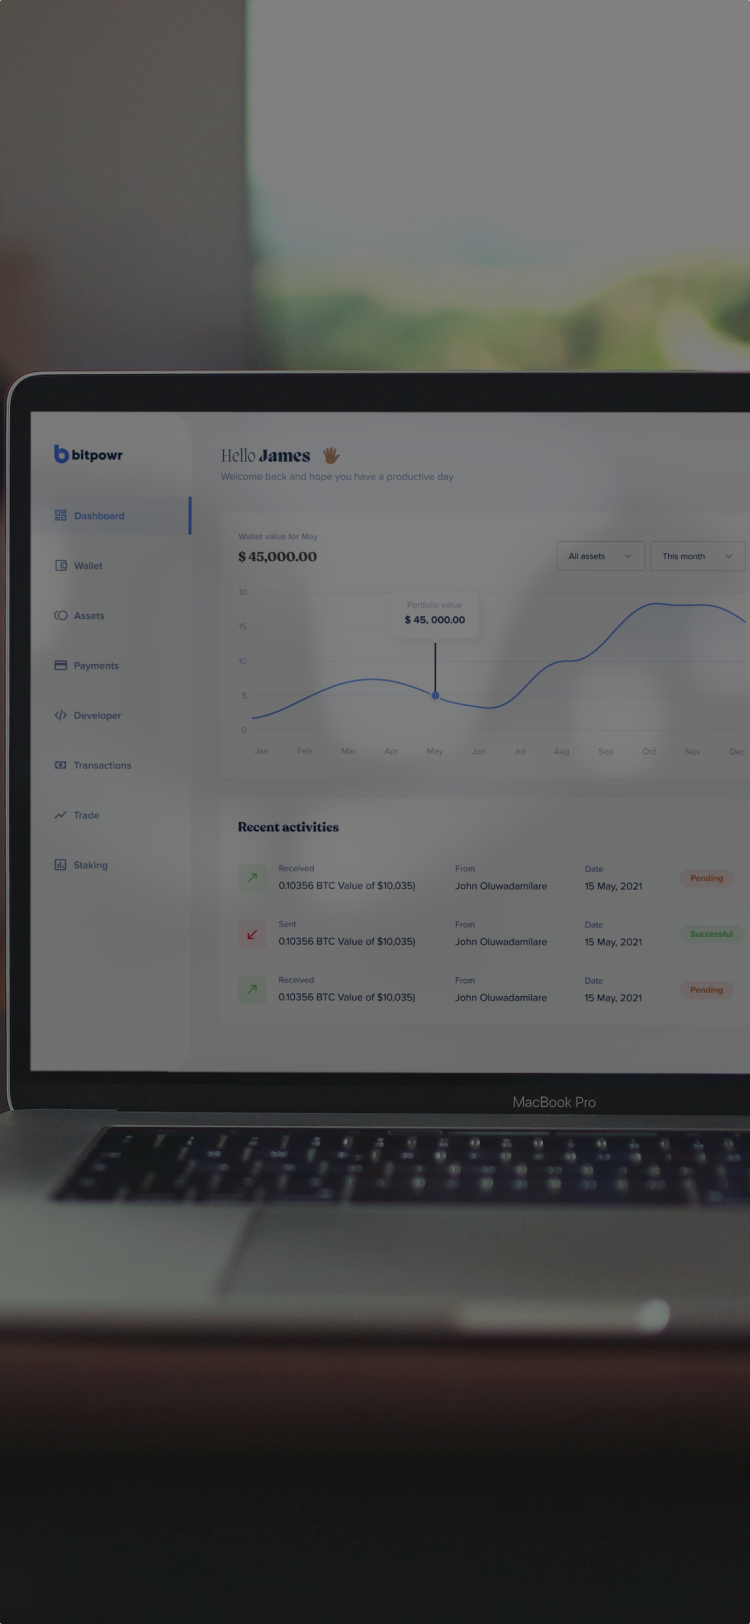 bitpowr
Dashboard
Wallet
Assets
Payments
Developer
Transactions
Trade
Staking
Hello James 👋
Welcome back and hope you have a productive day
Wallet value for May
$ 45,000.00
All assets
This month
Portfolio value
$ 45, 000.00
10
15
10
5
0
Jan Feb Mar Apr May Jun Jul Aug Sep Oct Nov Dec
Recent activities
Received From Date
0.10356 BTC Value of $10,035) John Oluwadamilare 15 May, 2021 Pending
Sent From Date
0.10356 BTC Value of $10,035) John Oluwadamilare 15 May, 2021 Successful
Received From Date
0.10356 BTC Value of $10,035) John Oluwadamilare 15 May, 2021 Pending
MacBook Pro